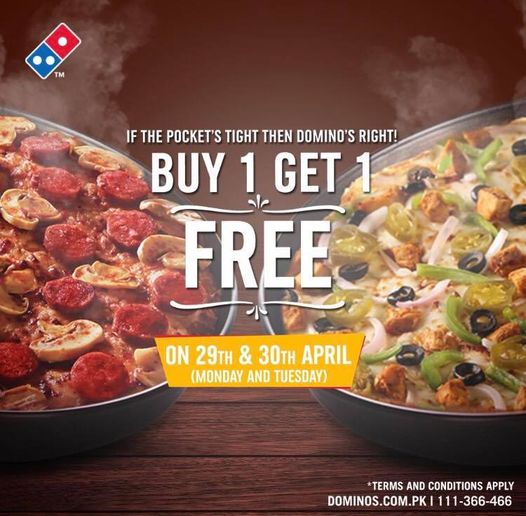 TM
IF THE POCKET'S TIGHT THEN DOMINO'S RIGHT!
BUY 1 GET 1
FREE
ON 29TH & 30TH APRIL
(MONDAY AND TUESDAY)
*TERMS AND CONDITIONS APPLY
DOMINOS.COM.PK | 111-366-466